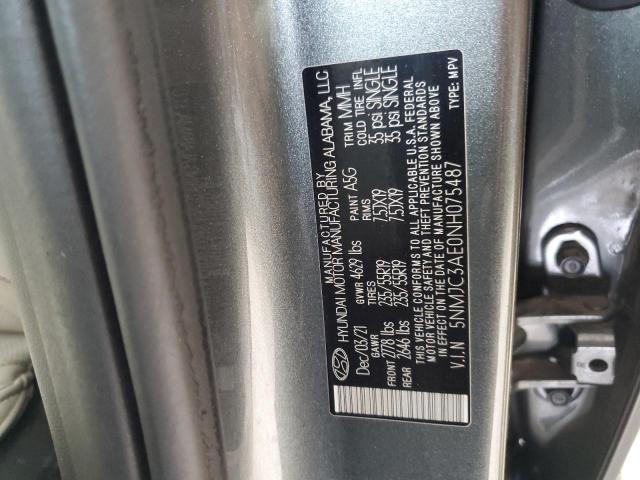 MANUFACTURED BY
HYUNDAI MOTOR MANUFACTURING ALABAMA, LLC
Dec/03/21 GVWR 4629 lbs PAINT A5G TRIM MMH
GAWR TIRES RIMS COLD TIRE INFL
FRONT 2778 lbs 235/55R19 7.5JX19 35 psi SINGLE
REAR 2646 lbs 235/55R19 7.5JX19 35 psi SINGLE
THIS VEHICLE CONFORMS TO ALL APPLICABLE U.S.A. FEDERAL
MOTOR VEHICLE SAFETY AND THEFT PREVENTION STANDARDS
IN EFFECT ON THE DATE OF MANUFACTURE SHOWN ABOVE
V.I.N 5NMJC3AE0NH075487 TYPE: MPV